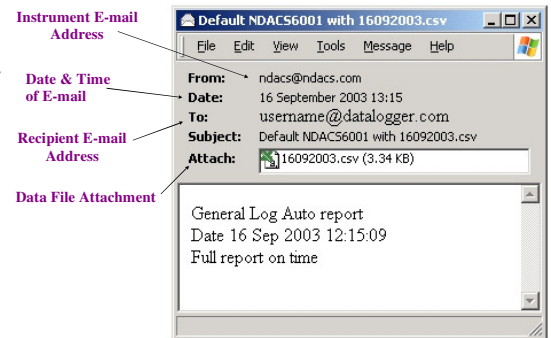 Instrument E-mail
Address
Date & Time
of E-mail
Recipient E-mail
Address
Data File Attachment
Default NDACS6001 with 16092003.csv
File Edit View Tools Message Help
From: ndacs@ndacs.com
Date: 16 September 2003 13:15
To: username@datalogger.com
Subject: Default NDACS6001 with 16092003.csv
Attach: 16092003.csv (3.34 KB)
General Log Auto report
Date 16 Sep 2003 12:15:09
Full report on time